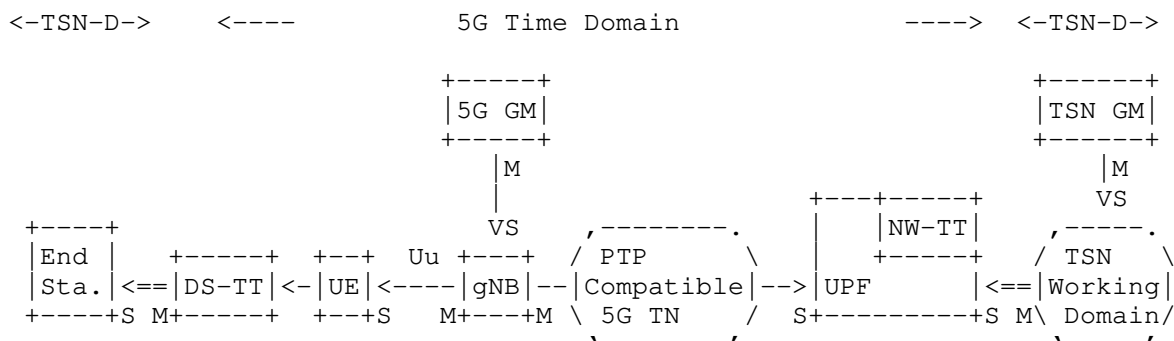 <-TSN-D-> <---- 5G Time Domain ----> <-TSN-D->
+-----+ +------+
|5G GM| |TSN GM|
+-----+ +------+
|M |M
| +---+-----+ VS
+----+ VS ,--------. | |NW-TT| ,-----.
|End | +-----+ +--+ Uu +---+ / PTP \ | +-----+ / TSN \
|Sta.|<==|DS-TT|<-|UE|<----|gNB|--|Compatible|-->|UPF |<==|Working|
+----+S M+-----+ +--+S M+---+M \ 5G TN / S+---------+S M\ Domain/